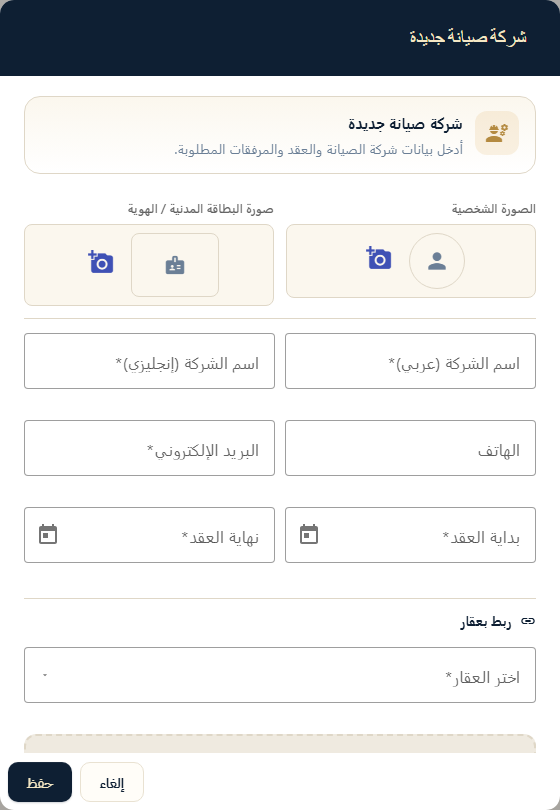 شركة صيانة جديدة
شركة صيانة جديدة
أدخل بيانات شركة الصيانة والعقد والمرفقات المطلوبة.
الصورة الشخصية
صورة البطاقة المدنية / الهوية
اسم الشركة (عربي)*
اسم الشركة (إنجليزي)*
الهاتف
البريد الإلكتروني*
بداية العقد*
نهاية العقد*
ربط بعقار
اختر العقار*
إلغاء
حفظ